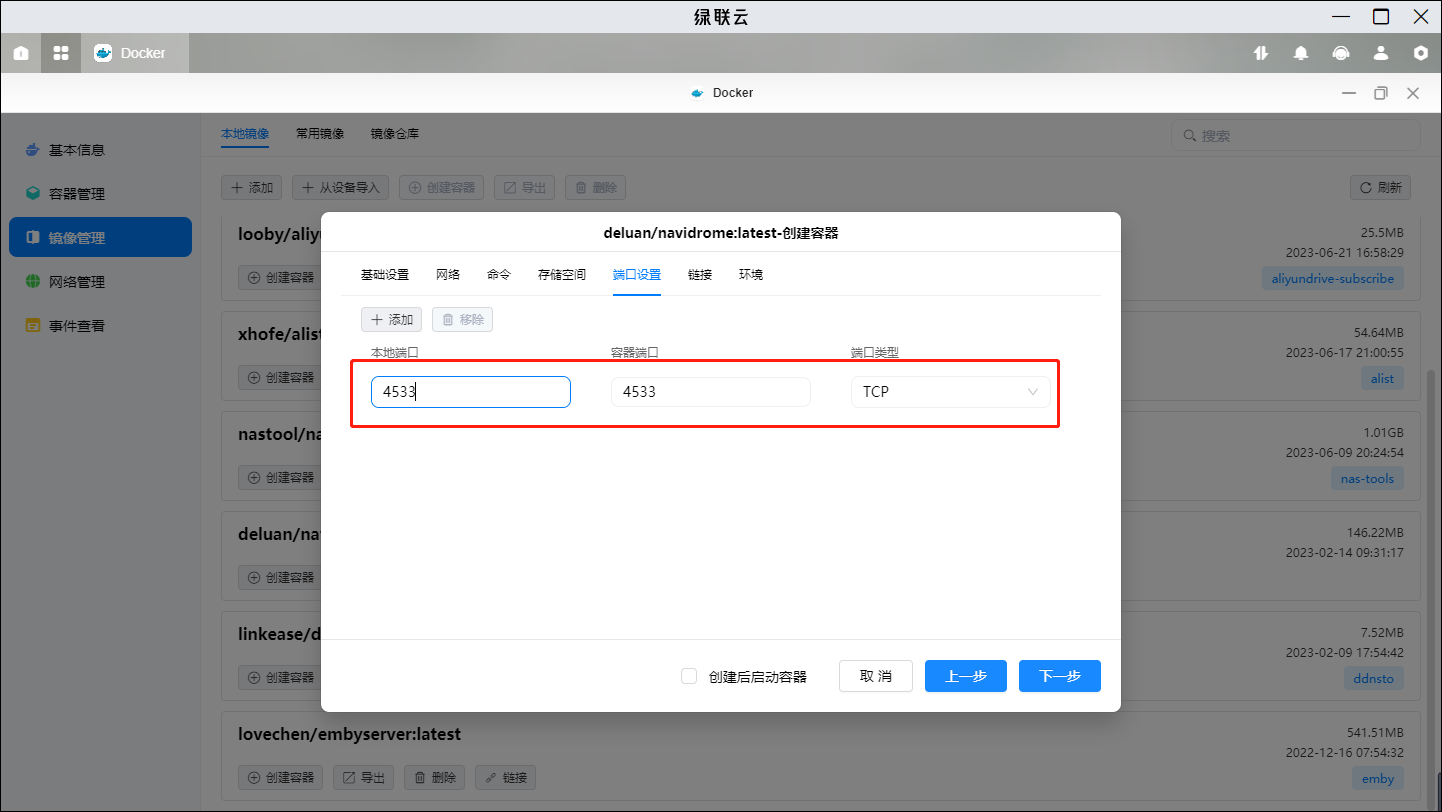 绿联云
Docker
Docker
基本信息
容器管理
镜像管理
网络管理
事件查看
本地镜像 常用镜像 镜像仓库
搜索
添加 从设备导入 创建容器 导出 删除 刷新
looby/aliy
25.5MB
2023-06-21 16:58:29
创建容器
aliyundrive-subscribe
xhofe/alist
54.64MB
2023-06-17 21:00:55
创建容器
alist
nastool/na
1.01GB
2023-06-09 20:24:54
创建容器
nas-tools
deluan/na
146.22MB
2023-02-14 09:31:17
创建容器
linkease/d
7.52MB
2023-02-09 17:54:42
创建容器
ddnsto
lovechen/embyserver:latest
541.51MB
2022-12-16 07:54:32
创建容器 导出 删除 链接
emby
deluan/navidrome:latest-创建容器
基础设置 网络 命令 存储空间 端口设置 链接 环境
添加 移除
本地端口 容器端口 端口类型
4533 4533 TCP
创建后启动容器 取 消 上一步 下一步